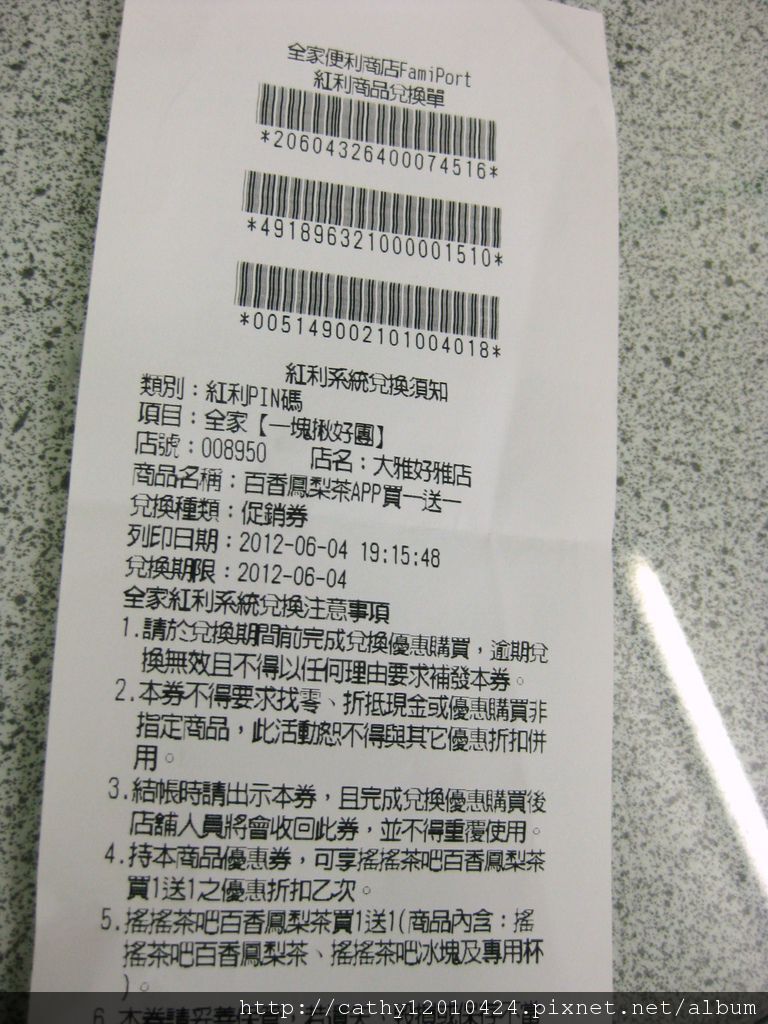 全家便利商店FamiPort
紅利商品兌換單
*20604326400074516*
*491896321000001510*
*005149002101004018*
紅利系統兌換須知
類別：紅利PIN碼
項目：全家【一塊揪好團】
店號：008950 店名：大雅好雅店
商品名稱：百香鳳梨茶APP買一送一
兌換種類：促銷券
列印日期：2012-06-04 19:15:48
兌換期限：2012-06-04
全家紅利系統兌換注意事項
1.請於兌換期間前完成兌換優惠購買，逾期兌
換無效且不得以任何理由要求補發本券。
2.本券不得要求找零、折抵現金或優惠購買非
指定商品，此活動恕不得與其它優惠折扣併
用。
3.結帳時請出示本券，且完成兌換優惠購買後
店舖人員將會收回此券，並不得重覆使用。
4.持本商品優惠券，可享搖搖茶吧百香鳳梨茶
買1送1之優惠折扣乙次。
5.搖搖茶吧百香鳳梨茶買1送1(商品內含：搖
搖茶吧百香鳳梨茶、搖搖茶吧冰塊及專用杯
)。
6.本券請妥善保管，若遺失、毀損或
http://cathy12010424.pixnet.net/album